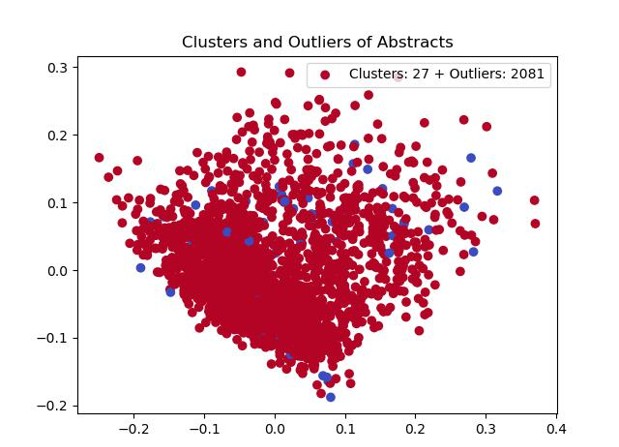 Clusters and Outliers of Abstracts
Clusters: 27 + Outliers: 2081
0.3
0.2
0.1
0.0
−0.1
−0.2
−0.2 −0.1 0.0 0.1 0.2 0.3 0.4